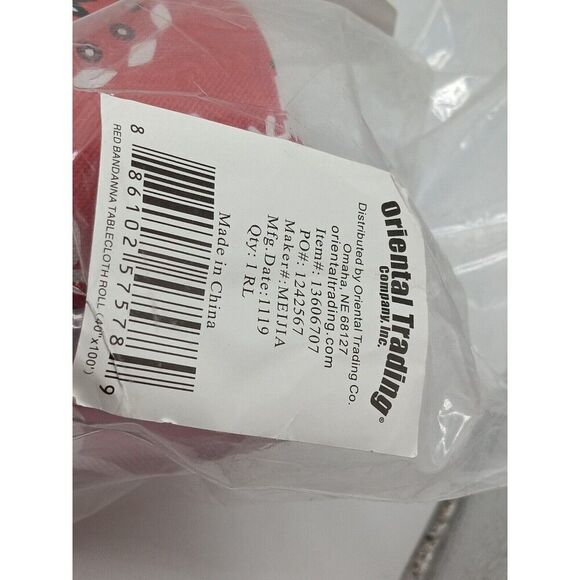 Oriental Trading®
Company, Inc.
Distributed by Oriental Trading Co.
Omaha, NE 68127
orientaltrading.com
Item#: 13606707
PO#: 1242567
Maker#:MEIJIA
Mfg.Date:1119
Qty:1RL
Made in China
8 86102 57578 9
RED BANDANNA TABLECLOTH ROLL (40"X100')